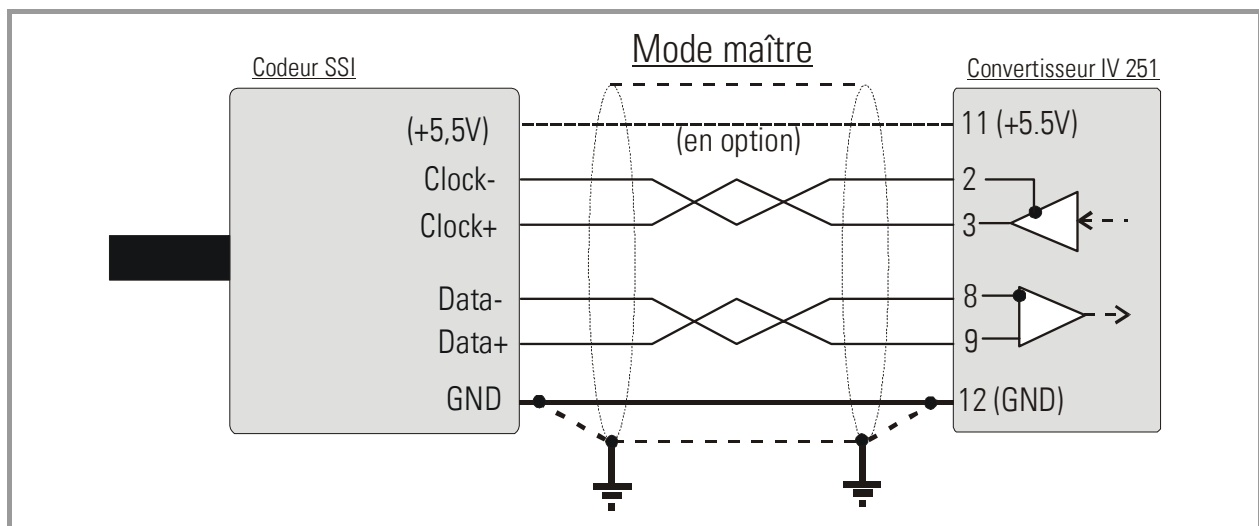 Mode maître
Codeur SSI
Convertisseur IV 251
(+5,5V)
(en option)
11 (+5.5V)
Clock-
2
Clock+
3
Data-
8
Data+
9
GND
12 (GND)